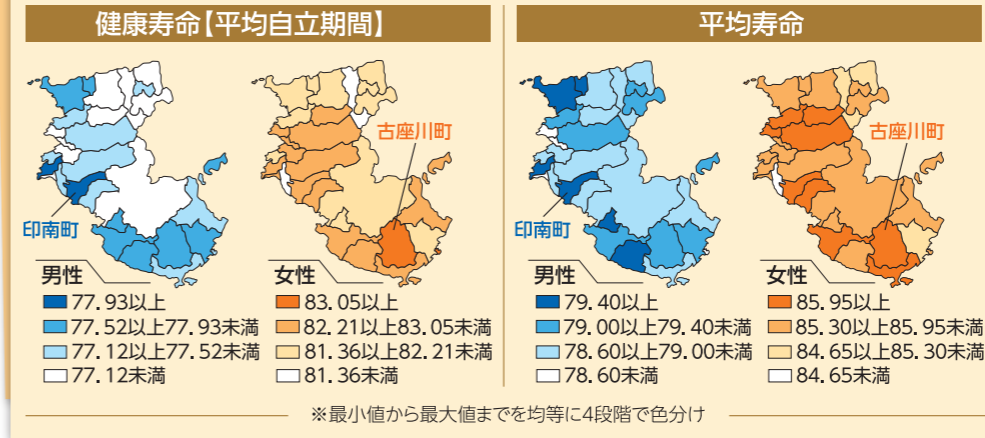 健康寿命【平均自立期間】
古座川町
印南町
男性
77.93以上
77.52以上77.93未満
77.12以上77.52未満
77.12未満
女性
83.05以上
82.21以上83.05未満
81.36以上82.21未満
81.36未満
平均寿命
古座川町
印南町
男性
79.40以上
79.00以上79.40未満
78.60以上79.00未満
78.60未満
女性
85.95以上
85.30以上85.95未満
84.65以上85.30未満
84.65未満
※最小値から最大値までを均等に4段階で色分け